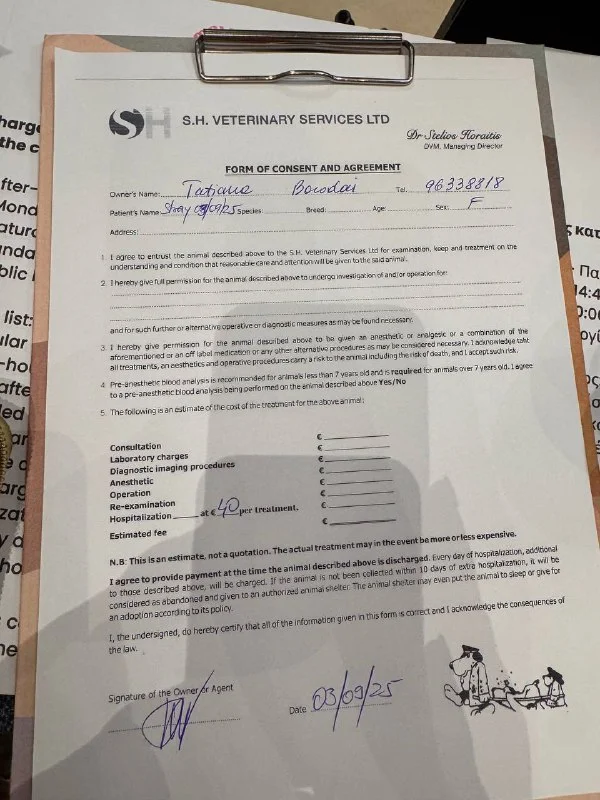 SH S.H. VETERINARY SERVICES LTD
Dr Stelios Horaitis
DVM, Managing Director
FORM OF CONSENT AND AGREEMENT
Owner's Name: Tatiana Borodai Tel. 96338818
Patient's Name Stray 03/09/25 Species: Breed: Age: Sex: F
Address:
1. I agree to entrust the animal described above to the S.H. Veterinary Services Ltd for examination, keep and treatment on the
understanding and condition that reasonable care and attention will be given to the said animal.
2. I hereby give full permission for the animal described above to undergo investigation of and/or operation for:
and for such further or alternative operative or diagnostic measures as may be found necessary.
3. I hereby give permission for the animal described above to be given an anesthetic or analgesic or a combination of the
aforementioned or an off label medication or any other alternative procedures as may be considered necessary. I acknowledge taht
all treatments, an aesthetics and operative procedures carry a risk to the animal including the risk of death, and I accept such risk.
4 Pre-anesthetic blood analysis is recommended for animals less than 7 years old and is required for animals over 7 years old. I agree
to a pre-anesthetic blood analysis being performed on the animal described above Yes/No
5. The following is an estimate of the cost of the treatment for the above animal:
Consultation €
Laboratory charges €
Diagnostic imaging procedures €
Anesthetic €
Operation €
Re-examination €
Hospitalization at € 40 per treatment.
Estimated fee €
N.B: This is an estimate, not a quotation. The actual treatment may in the event be more or less expensive.
I agree to provide payment at the time the animal described above is discharged. Every day of hospitalization, additional
to those described above, will be charged. If the animal is not been collected within 10 days of extra hospitalization, it will be
considered as abandoned and given to an authorized animal shelter. The animal shelter may even put the animal to sleep or give for
an adoption according to its policy.
I, the undersigned, do hereby certify that all of the information given in this form is correct and I acknowledge the consequences of
the law.
Signature of the Owner or Agent
Date 03/09/25